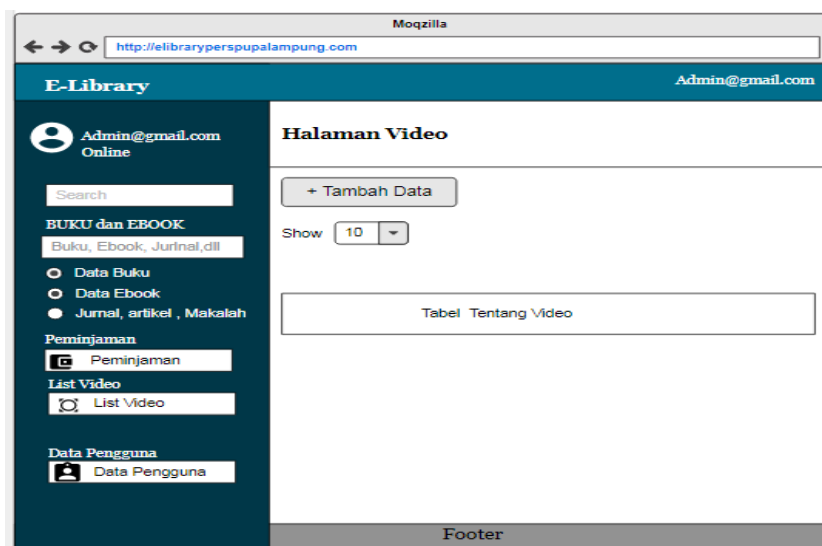 Moqzilla
http://elibraryperspupalampung.com
E-Library
Admin@gmail.com
Admin@gmail.com
Online
Search
BUKU dan EBOOK
Buku, Ebook, Jurlnal,dll
Data Buku
Data Ebook
Jurnal, artikel , Makalah
Peminjaman
Peminjaman
List Video
List Video
Data Pengguna
Data Pengguna
Halaman Video
+ Tambah Data
Show 10
Tabel Tentang Video
Footer